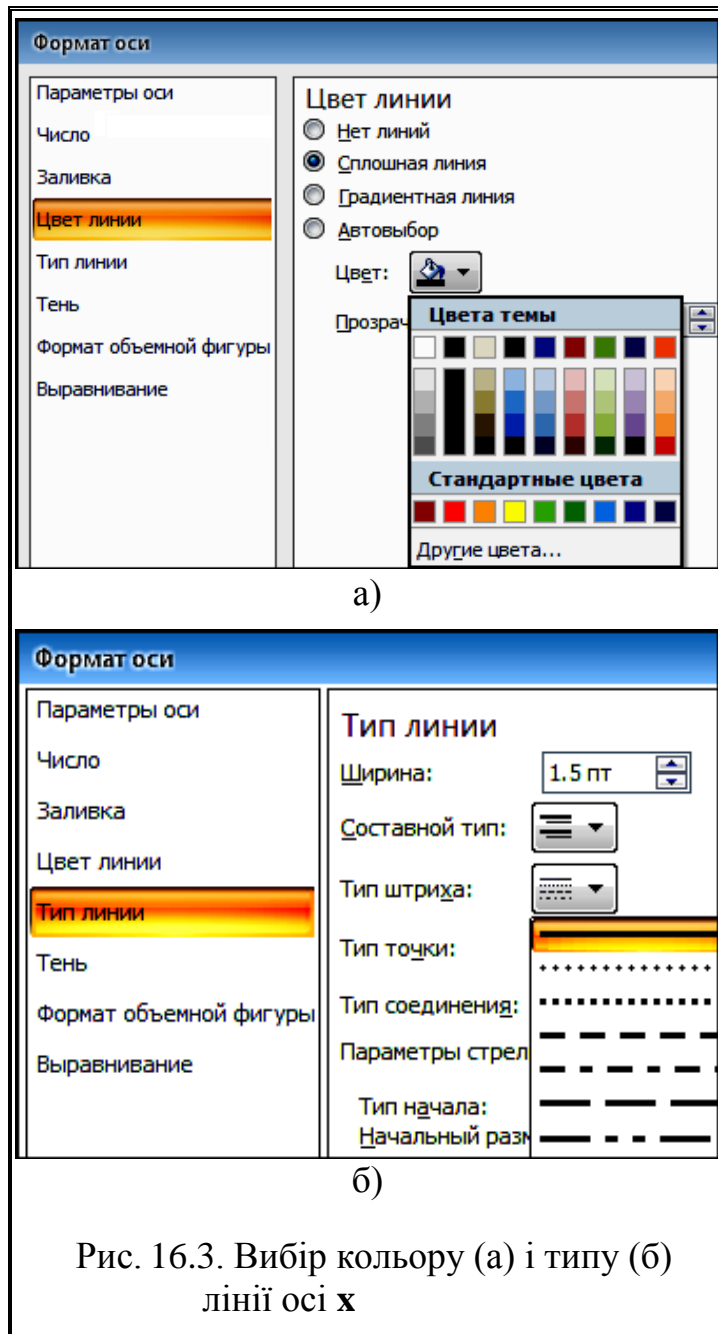 Формат оси
Параметры оси
Число
Заливка
Цвет линии
Тип линии
Тень
Формат объемной фигуры
Выравнивание
Цвет линии
Нет линий
Сплошная линия
Градиентная линия
Автовыбор
Цвет:
Прозрач
Цвета темы
Стандартные цвета
Другие цвета...
а)
Формат оси
Параметры оси
Число
Заливка
Цвет линии
Тип линии
Тень
Формат объемной фигуры
Выравнивание
Тип линии
Ширина: 1.5 пт
Составной тип:
Тип штриха:
Тип точки:
Тип соединения:
Параметры стрел
Тип начала:
Начальный разм
б)
Рис. 16.3. Вибір кольору (а) і типу (б)
лінії осі x